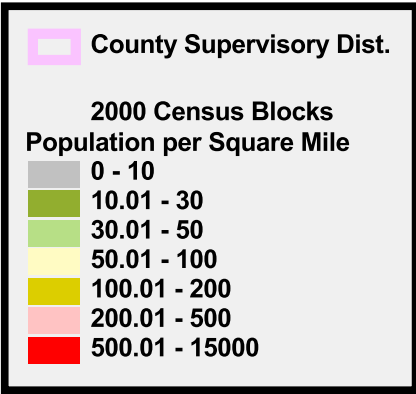 County Supervisory Dist.
2000 Census Blocks
Population per Square Mile
0 - 10
10.01 - 30
30.01 - 50
50.01 - 100
100.01 - 200
200.01 - 500
500.01 - 15000